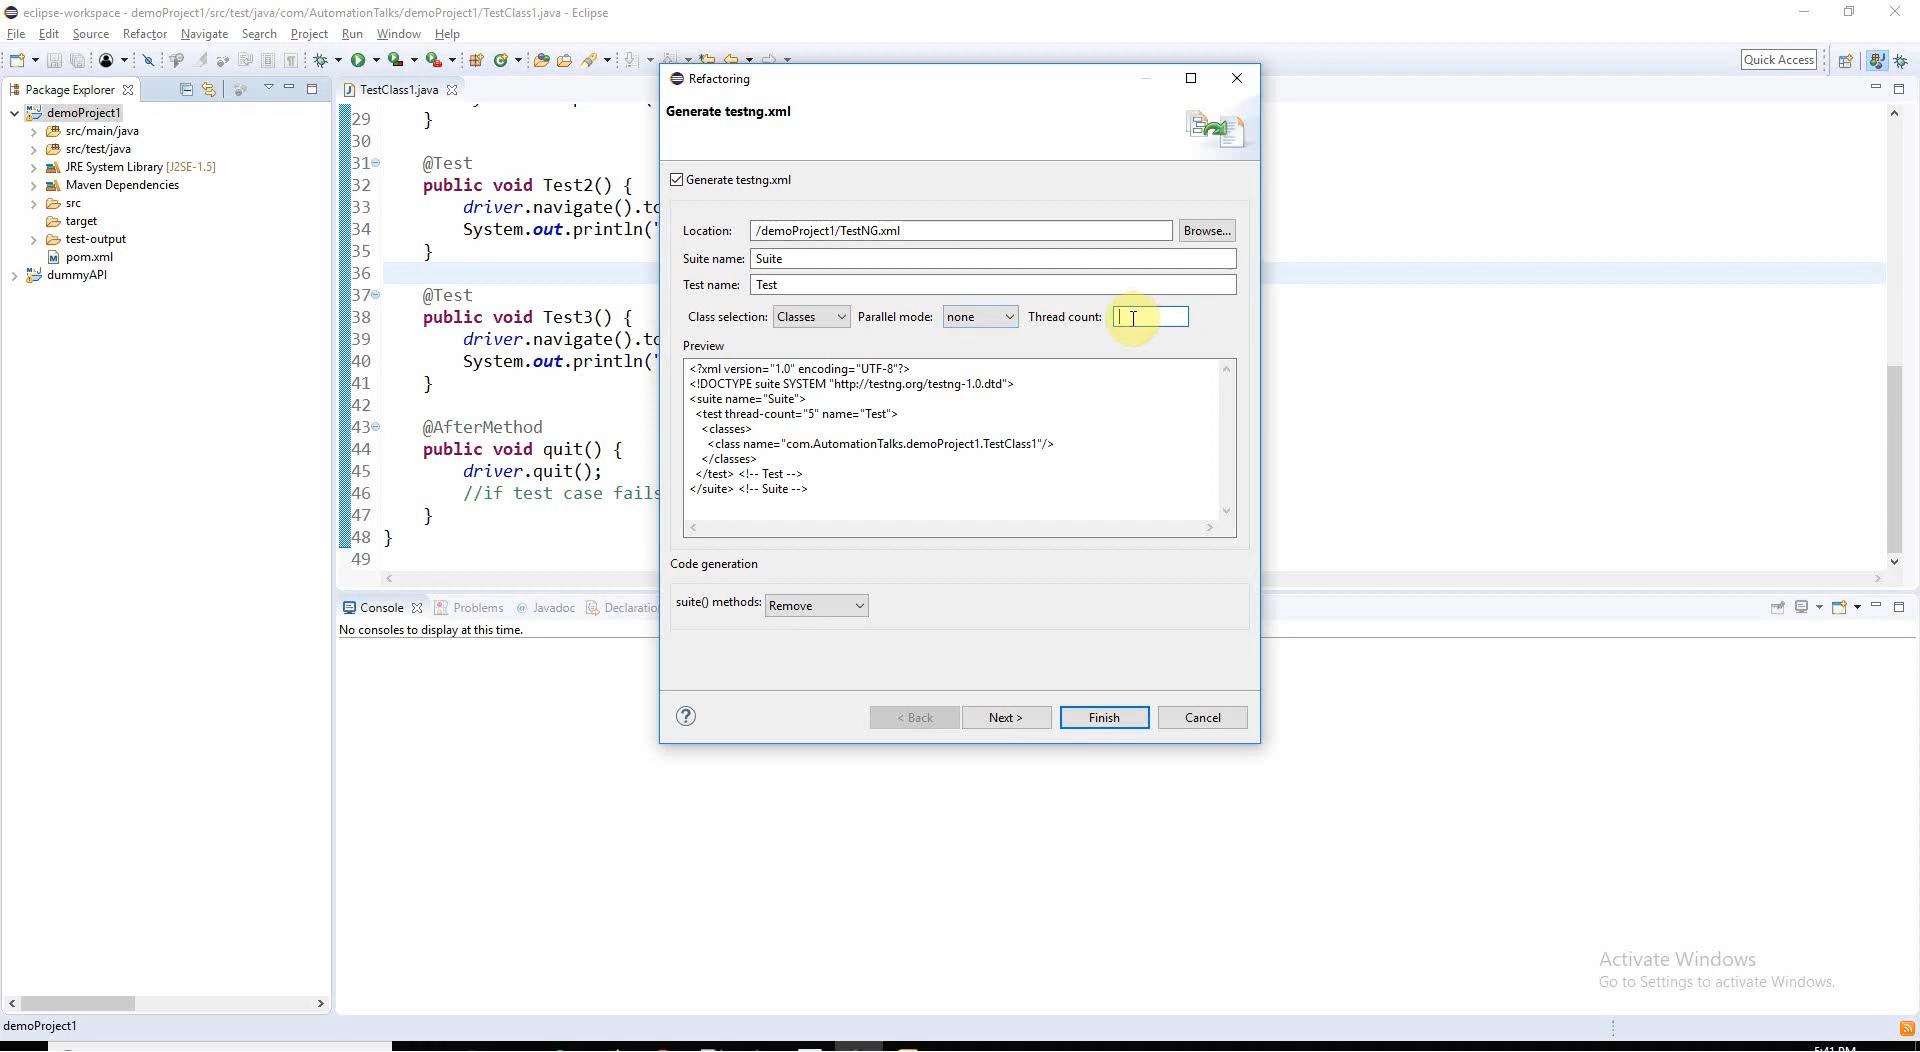 eclipse-workspace - demoProject1/src/test/java/com/AutomationTalks/demoProject1/TestClass1.java - Eclipse
File Edit Source Refactor Navigate Search Project Run Window Help
Quick Access
Package Explorer
demoProject1
src/main/java
src/test/java
JRE System Library [J2SE-1.5]
Maven Dependencies
src
target
test-output
pom.xml
dummyAPI
TestClass1.java
29 }
30
31 @Test
32 public void Test2() {
33 driver.navigate().to
34 System.out.println("
35 }
36
37 @Test
38 public void Test3() {
39 driver.navigate().to
40 System.out.println("
41 }
42
43 @AfterMethod
44 public void quit() {
45 driver.quit();
46 //if test case fails
47 }
48 }
49
Refactoring
Generate testng.xml
Generate testng.xml
Location: /demoProject1/TestNG.xml Browse...
Suite name: Suite
Test name: Test
Class selection: Classes Parallel mode: none Thread count:
Preview
<?xml version="1.0" encoding="UTF-8"?>
<!DOCTYPE suite SYSTEM "http://testng.org/testng-1.0.dtd">
<suite name="Suite">
<test thread-count="5" name="Test">
<classes>
<class name="com.AutomationTalks.demoProject1.TestClass1"/>
</classes>
</test> <!-- Test -->
</suite> <!-- Suite -->
Code generation
suite() methods: Remove
< Back Next > Finish Cancel
Console Problems @ Javadoc Declaratio
No consoles to display at this time.
Activate Windows
Go to Settings to activate Windows.
demoProject1